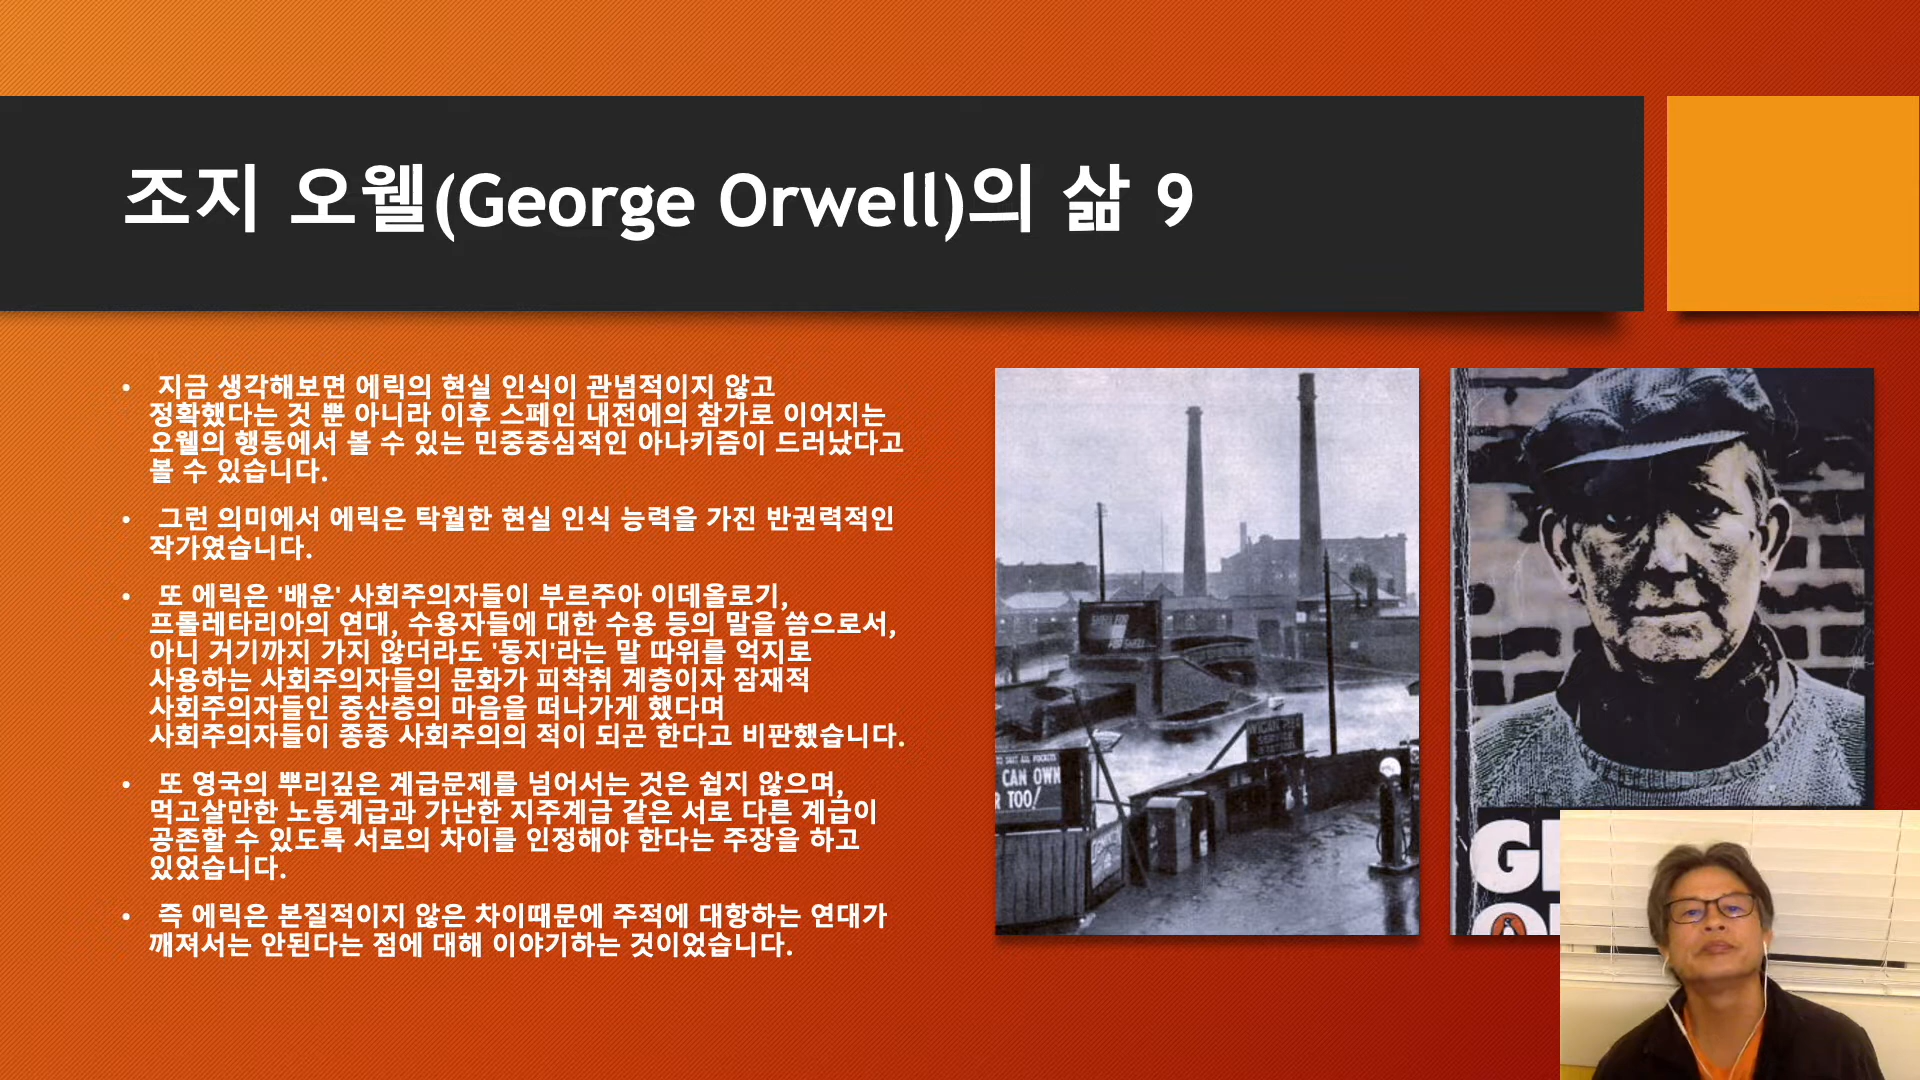 조지 오웰(George Orwell)의 삶 9
• 지금 생각해보면 에릭의 현실 인식이 관념적이지 않고
정확했다는 것 뿐 아니라 이후 스페인 내전에의 참가로 이어지는
오웰의 행동에서 볼 수 있는 민중중심적인 아나키즘이 드러났다고
볼 수 있습니다.
• 그런 의미에서 에릭은 탁월한 현실 인식 능력을 가진 반권력적인
작가였습니다.
• 또 에릭은 '배운' 사회주의자들이 부르주아 이데올로기,
프롤레타리아의 연대, 수용자들에 대한 수용 등의 말을 씀으로서,
아니 거기까지 가지 않더라도 '동지'라는 말 따위를 억지로
사용하는 사회주의자들의 문화가 피착취 계층이자 잠재적
사회주의자들인 중산층의 마음을 떠나가게 했다며
사회주의자들이 종종 사회주의의 적이 되곤 한다고 비판했습니다.
• 또 영국의 뿌리깊은 계급문제를 넘어서는 것은 쉽지 않으며,
먹고살만한 노동계급과 가난한 지주계급 같은 서로 다른 계급이
공존할 수 있도록 서로의 차이를 인정해야 한다는 주장을 하고
있었습니다.
• 즉 에릭은 본질적이지 않은 차이때문에 주적에 대항하는 연대가
깨져서는 안된다는 점에 대해 이야기하는 것이었습니다.
CAN OWN
TOO!